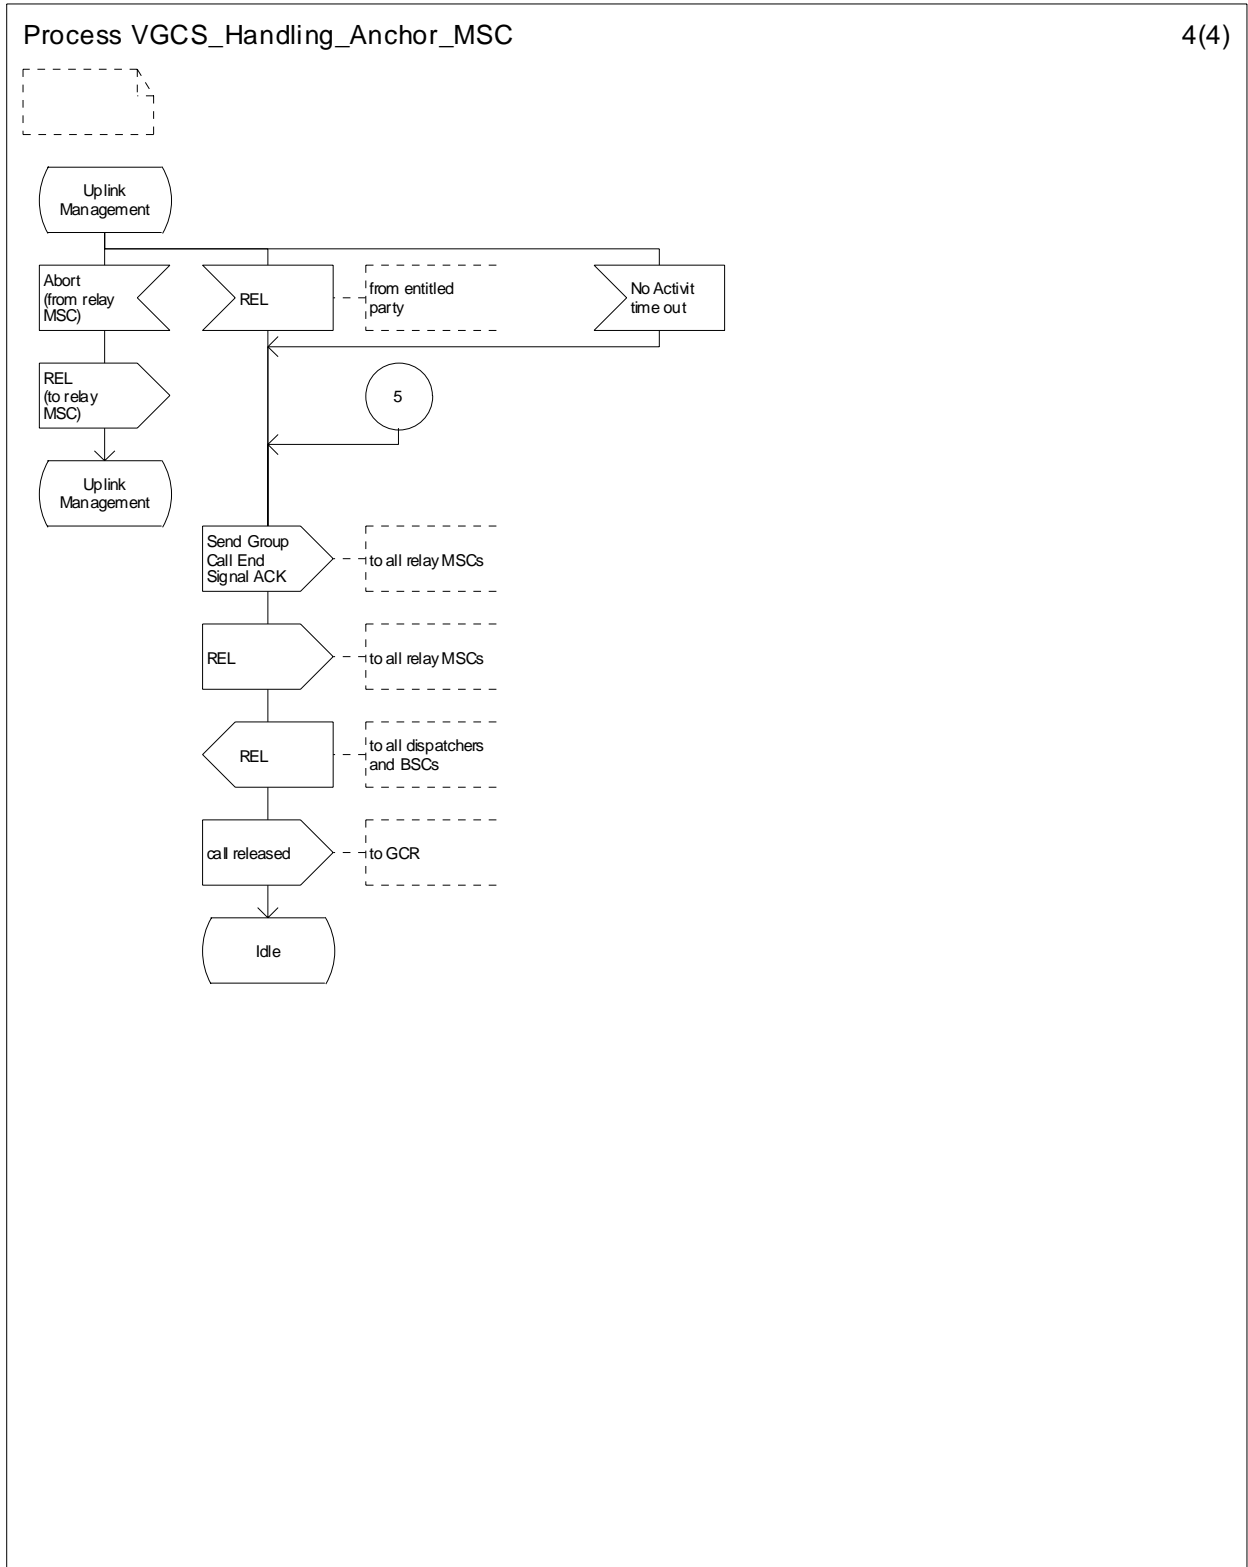 Process VGCS_Handling_Anchor_MSC
4(4)
Uplink
Management
Abort
(from relay
MSC)
REL
from entitled
party
No Activit
time out
REL
(to relay
MSC)
5
Uplink
Management
Send Group
Call End
Signal ACK
to all relay MSCs
REL
to all relay MSCs
REL
to all dispatchers
and BSCs
call released
to GCR
Idle